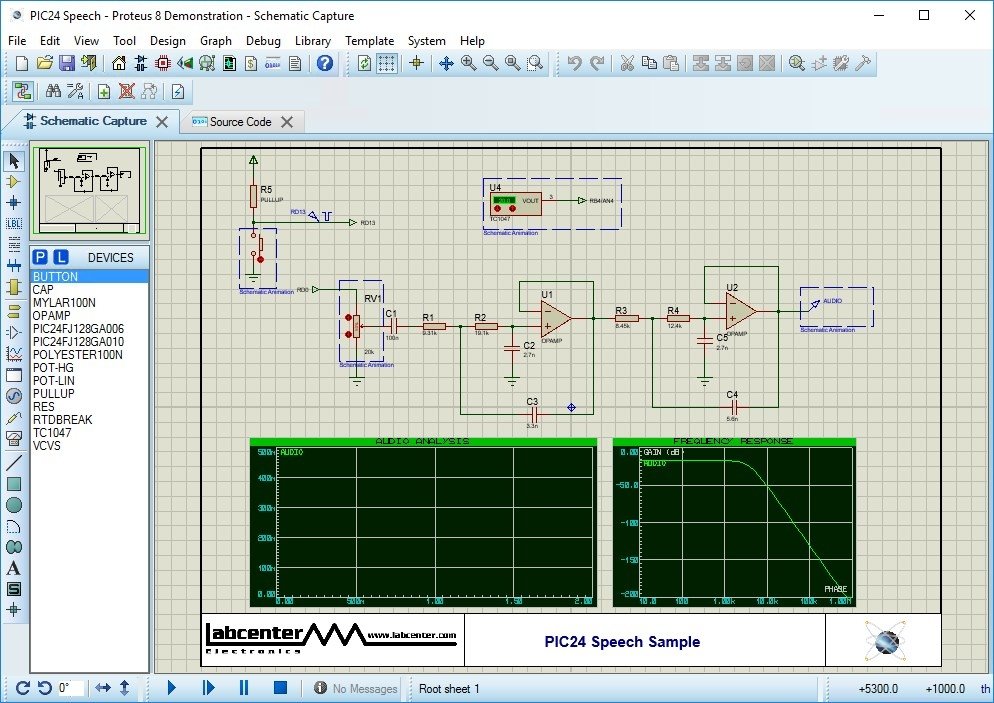 PIC24 Speech - Proteus 8 Demonstration - Schematic Capture
File Edit View Tool Design Graph Debug Library Template System Help
Schematic Capture
Source Code
P L DEVICES
BUTTON
CAP
MYLAR100N
OPAMP
PIC24FJ128GA006
PIC24FJ128GA010
POLYESTER100N
POT-HG
POT-LIN
PULLUP
RES
RTDBREAK
TC1047
VCVS
LBL
A
S
R5
PULLUP
RD13
RD13
Schematic Animation
U4
VOUT
3
RB4/AN4
TC1047
Schematic Animation
RD0
RV1
20k
Schematic Animation
C1
100n
R1
9.31k
R2
19.1k
U1
OPAMP
C2
2.7n
C3
3.3n
R3
8.45k
R4
12.4k
U2
OPAMP
C5
2.7n
C4
5.6n
AUDIO
Schematic Animation
AUDIO ANALYSIS
AUDIO
500m
400m
300m
200m
100m
0.00
0.00 500m 1.00 1.50 2.00
FREQUENCY RESPONSE
GAIN (dB)
AUDIO
0.00
-50.0
-100
-150
-200
PHASE
10.0 100 1.00k 10.0k 100k 1.00M
labcenter www.labcenter.com
Electronics
PIC24 Speech Sample
0°
No Messages
Root sheet 1
+5300.0 +1000.0 th